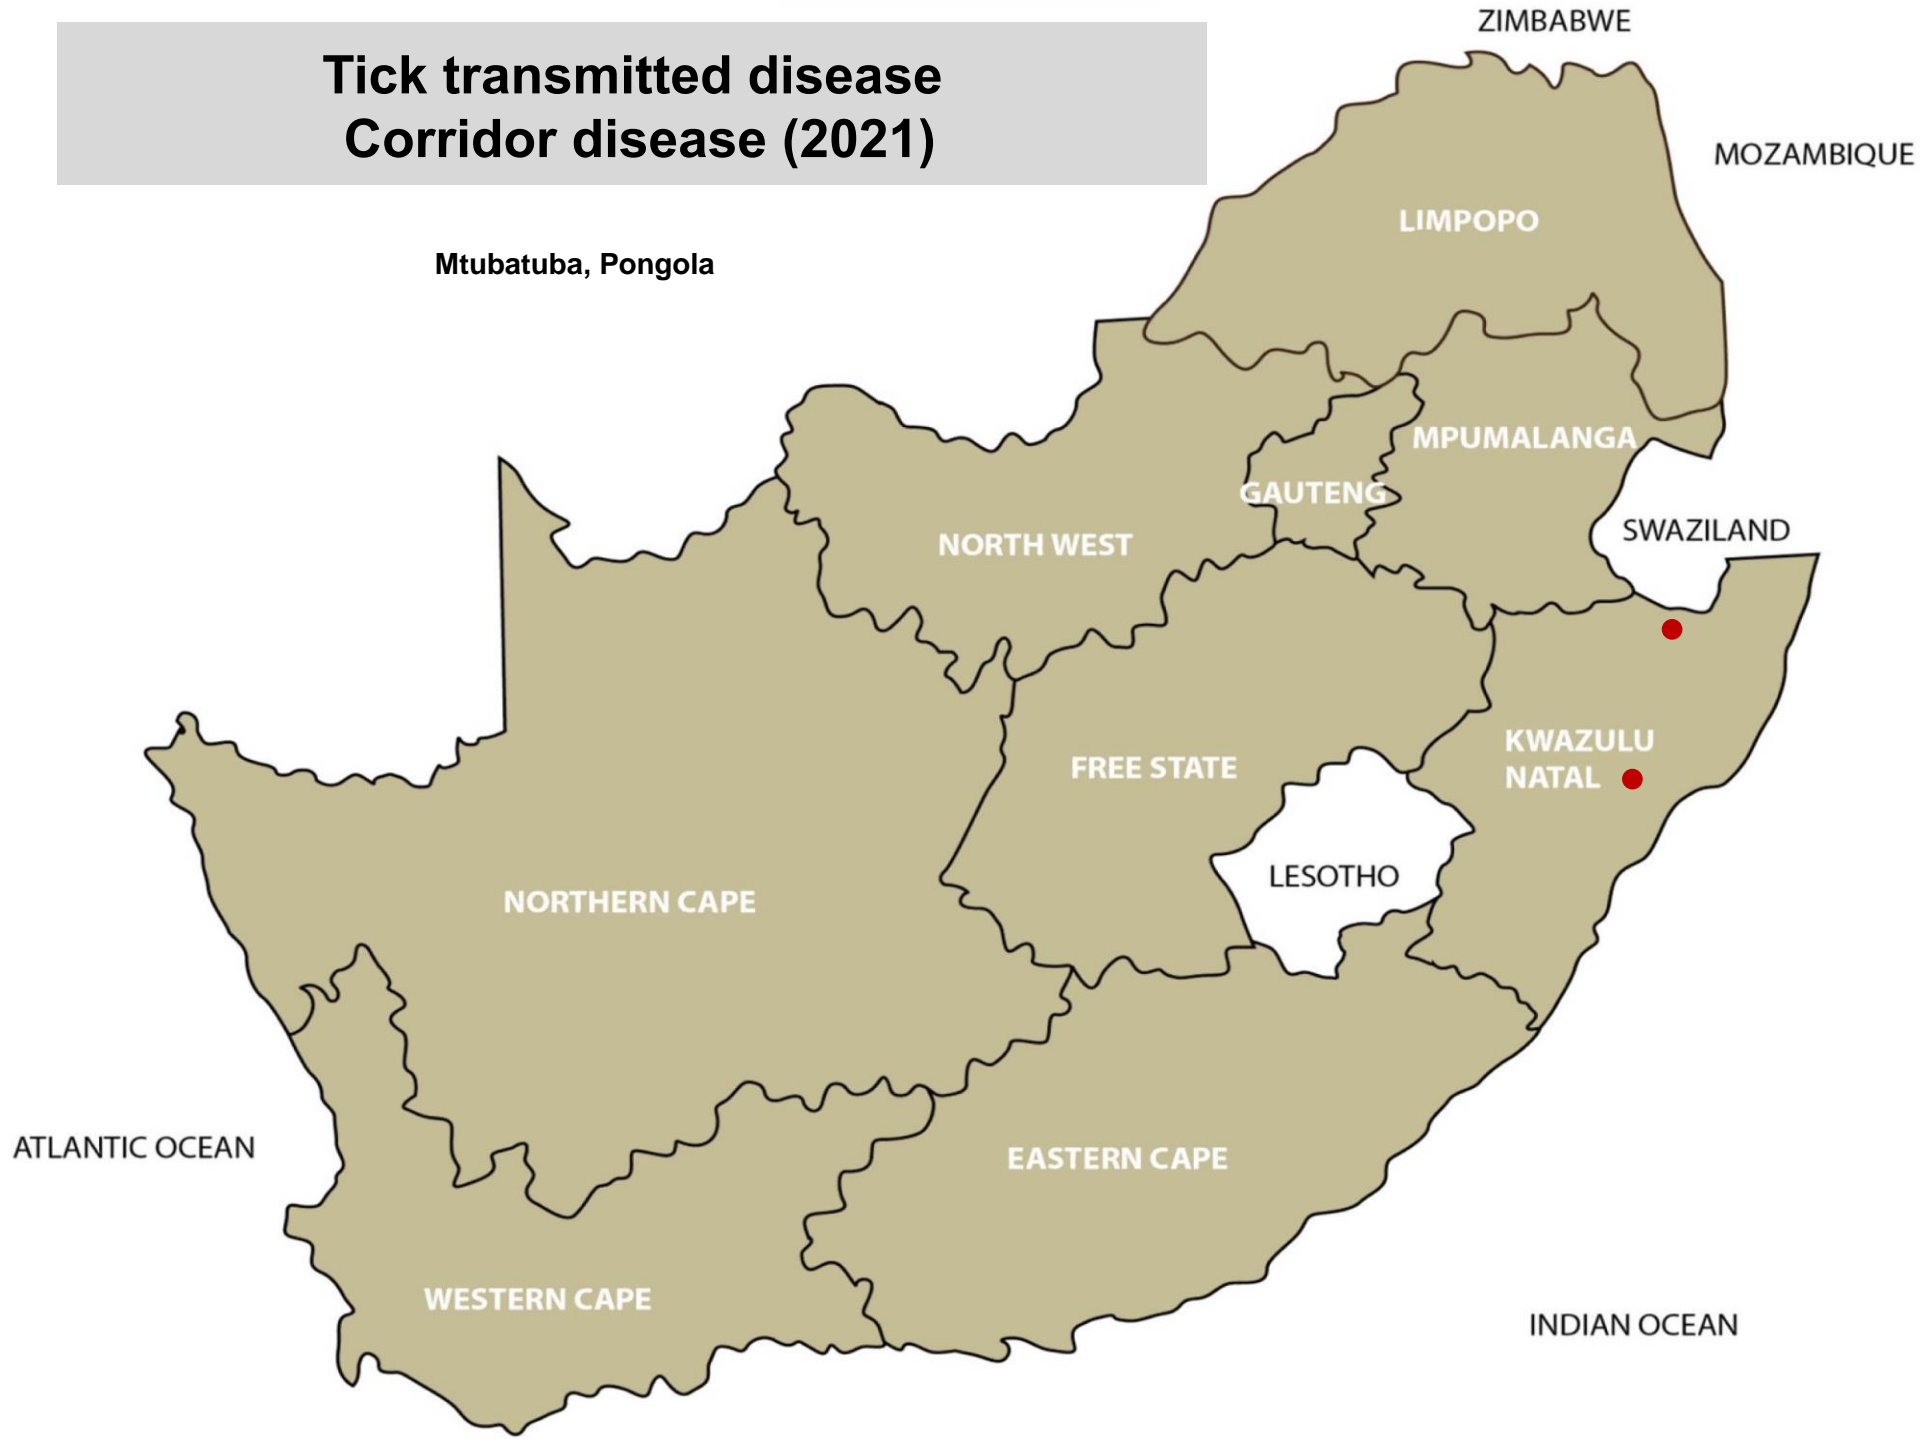 Tick transmitted disease
Corridor disease (2021)
ZIMBABWE
MOZAMBIQUE
LIMPOPO
Mtubatuba, Pongola
MPUMALANGA
GAUTENG
SWAZILAND
NORTH WEST
KWAZULU
NATAL
FREE STATE
LESOTHO
NORTHERN CAPE
ATLANTIC OCEAN
EASTERN CAPE
WESTERN CAPE
INDIAN OCEAN